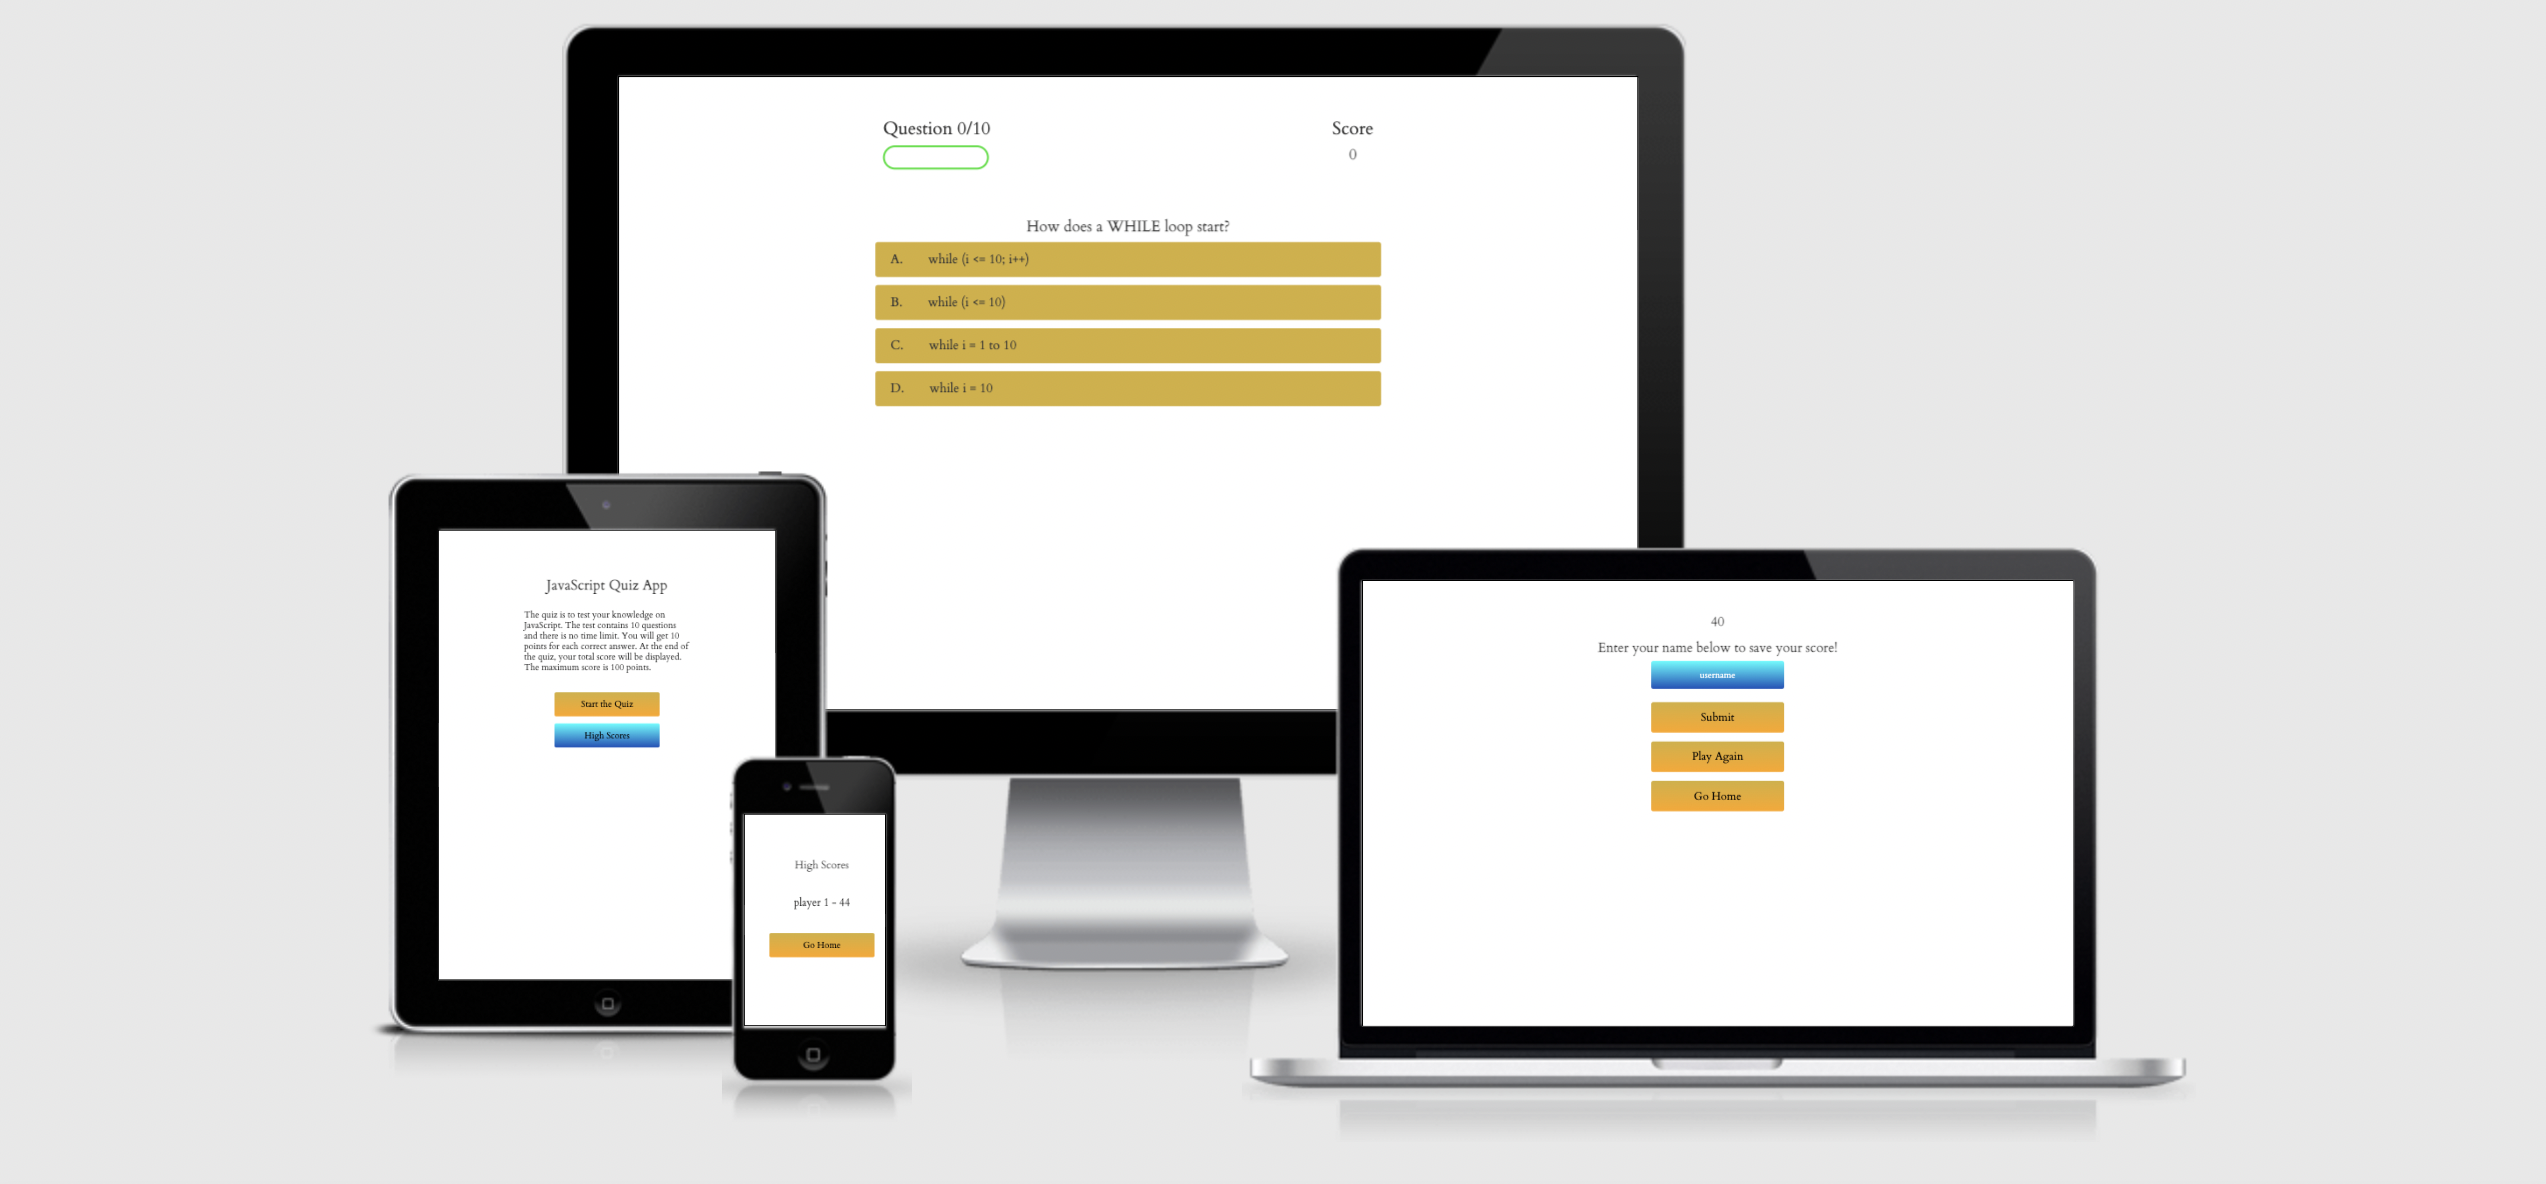 Question 0/10
Score
0
How does a WHILE loop start?
A. while (i <= 10; i++)
B. while (i <= 10)
C. while i = 1 to 10
D. while i = 10
JavaScript Quiz App
The quiz is to test your knowledge on
JavaScript. The test contains 10 questions
and there is no time limit. You will get 10
points for each correct answer. At the end of
the quiz, your total score will be displayed.
The maximum score is 100 points.
Start the Quiz
High Scores
High Scores
player 1 - 44
Go Home
40
Enter your name below to save your score!
username
Submit
Play Again
Go Home